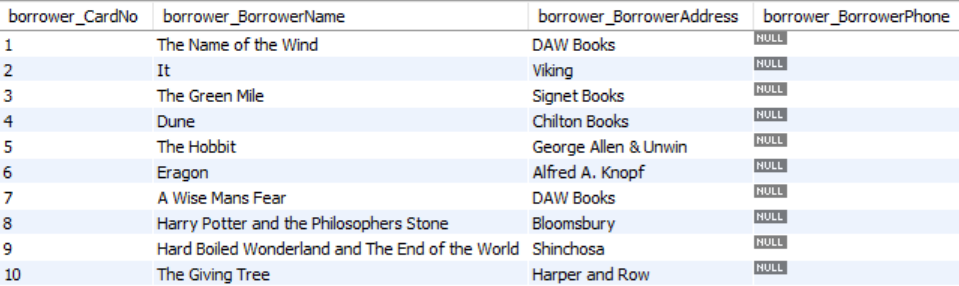 borrower_CardNo borrower_BorrowerName borrower_BorrowerAddress borrower_BorrowerPhone
1 The Name of the Wind DAW Books NULL
2 It Viking NULL
3 The Green Mile Signet Books NULL
4 Dune Chilton Books NULL
5 The Hobbit George Allen & Unwin NULL
6 Eragon Alfred A. Knopf NULL
7 A Wise Mans Fear DAW Books NULL
8 Harry Potter and the Philosophers Stone Bloomsbury NULL
9 Hard Boiled Wonderland and The End of the World Shinchosa NULL
10 The Giving Tree Harper and Row NULL